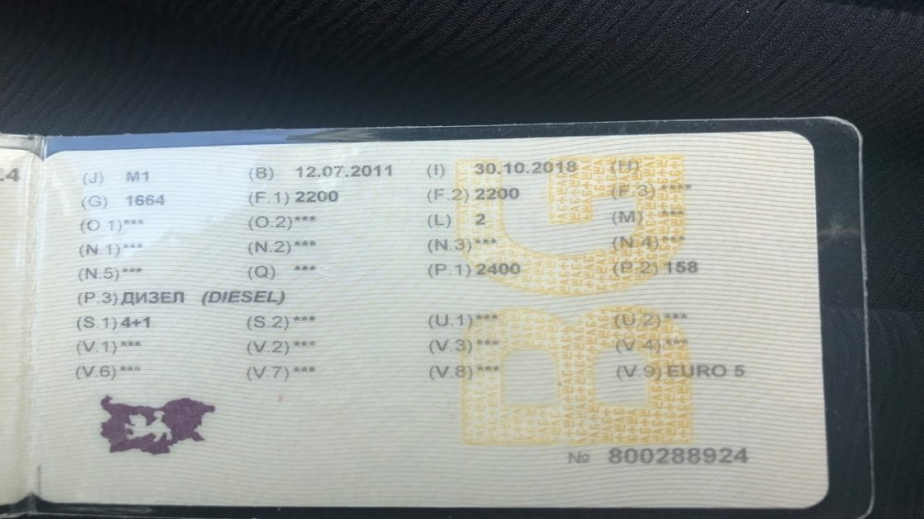 .4
(J) M1 (B) 12.07.2011 (I) 30.10.2018 (H)
(G) 1664 (F.1) 2200 (F.2) 2200 (F.3) ****
(O.1) *** (O.2) *** (L) 2 (M) ***
(N.1) *** (N.2) *** (N.3) *** (N.4) ***
(N.5) *** (Q) *** (P.1) 2400 (P.2) 158
(P.3) ДИЗЕЛ (DIESEL)
(S.1) 4+1 (S.2) *** (U.1) *** (U.2) ***
(V.1) *** (V.2) *** (V.3) *** (V.4) ***
(V.6) *** (V.7) *** (V.8) *** (V.9) EURO 5
BG
№ 800288924